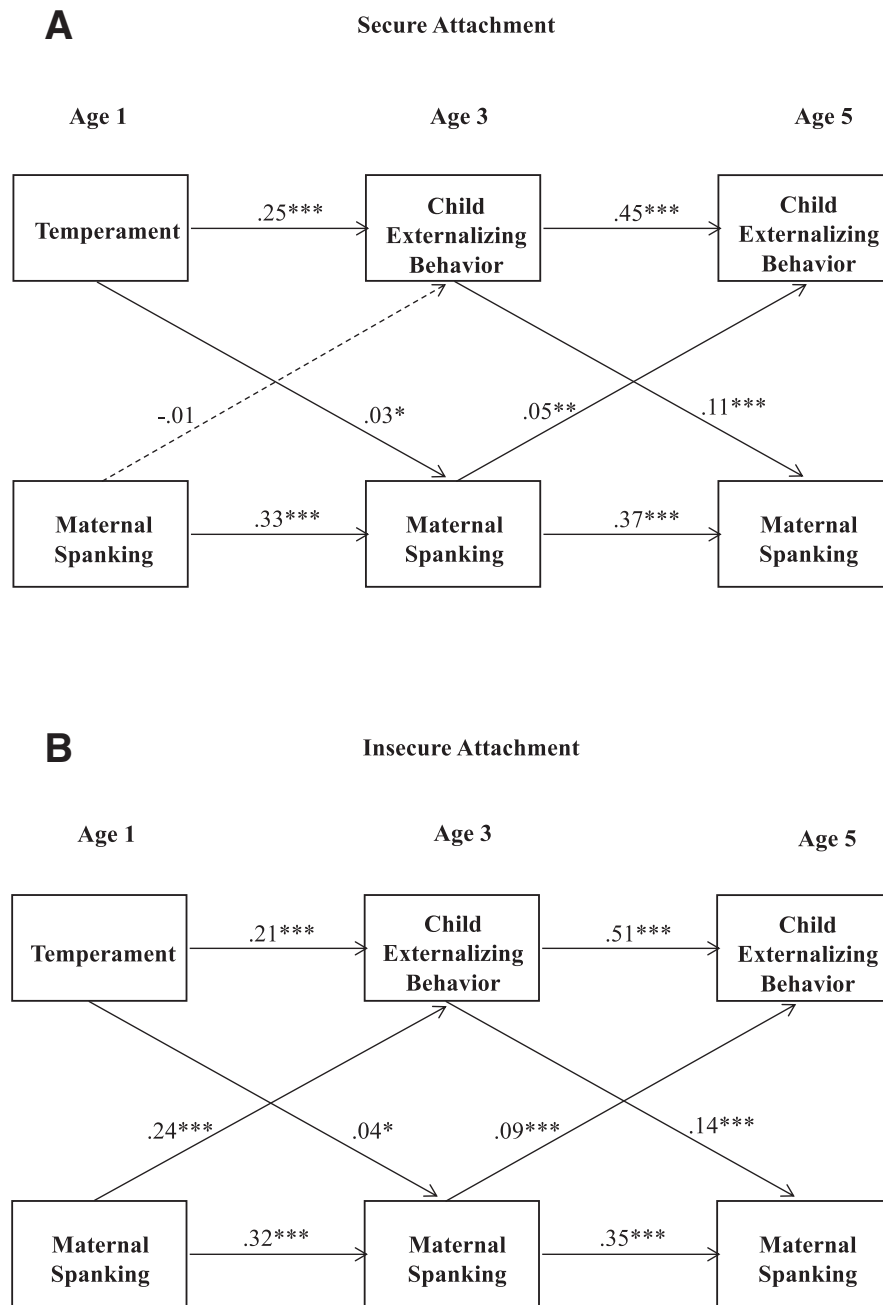 A
Secure Attachment
Age 1
Age 3
Age 5
Temperament
.25***
Child
Externalizing
Behavior
.45***
Child
Externalizing
Behavior
-.01
.03*
.05**
.11***
Maternal
Spanking
.33***
Maternal
Spanking
.37***
Maternal
Spanking
B
Insecure Attachment
Age 1
Age 3
Age 5
Temperament
.21***
Child
Externalizing
Behavior
.51***
Child
Externalizing
Behavior
.24***
.04*
.09***
.14***
Maternal
Spanking
.32***
Maternal
Spanking
.35***
Maternal
Spanking